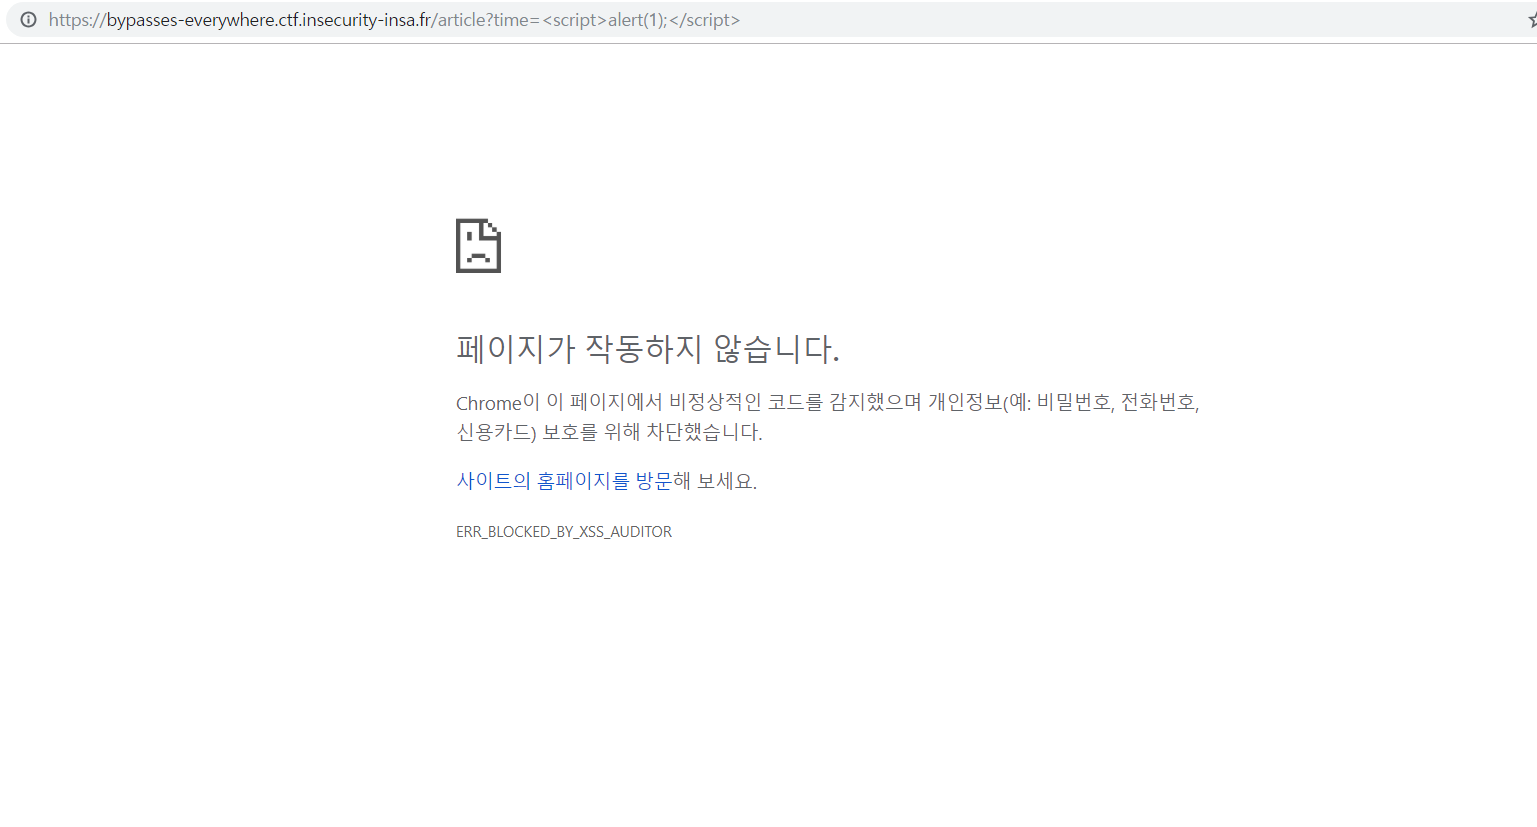 https://bypasses-everywhere.ctf.insecurity-insa.fr/article?time=<script>alert(1);</script>
페이지가 작동하지 않습니다.
Chrome이 이 페이지에서 비정상적인 코드를 감지했으며 개인정보(예: 비밀번호, 전화번호,
신용카드) 보호를 위해 차단했습니다.
사이트의 홈페이지를 방문해 보세요.
ERR_BLOCKED_BY_XSS_AUDITOR